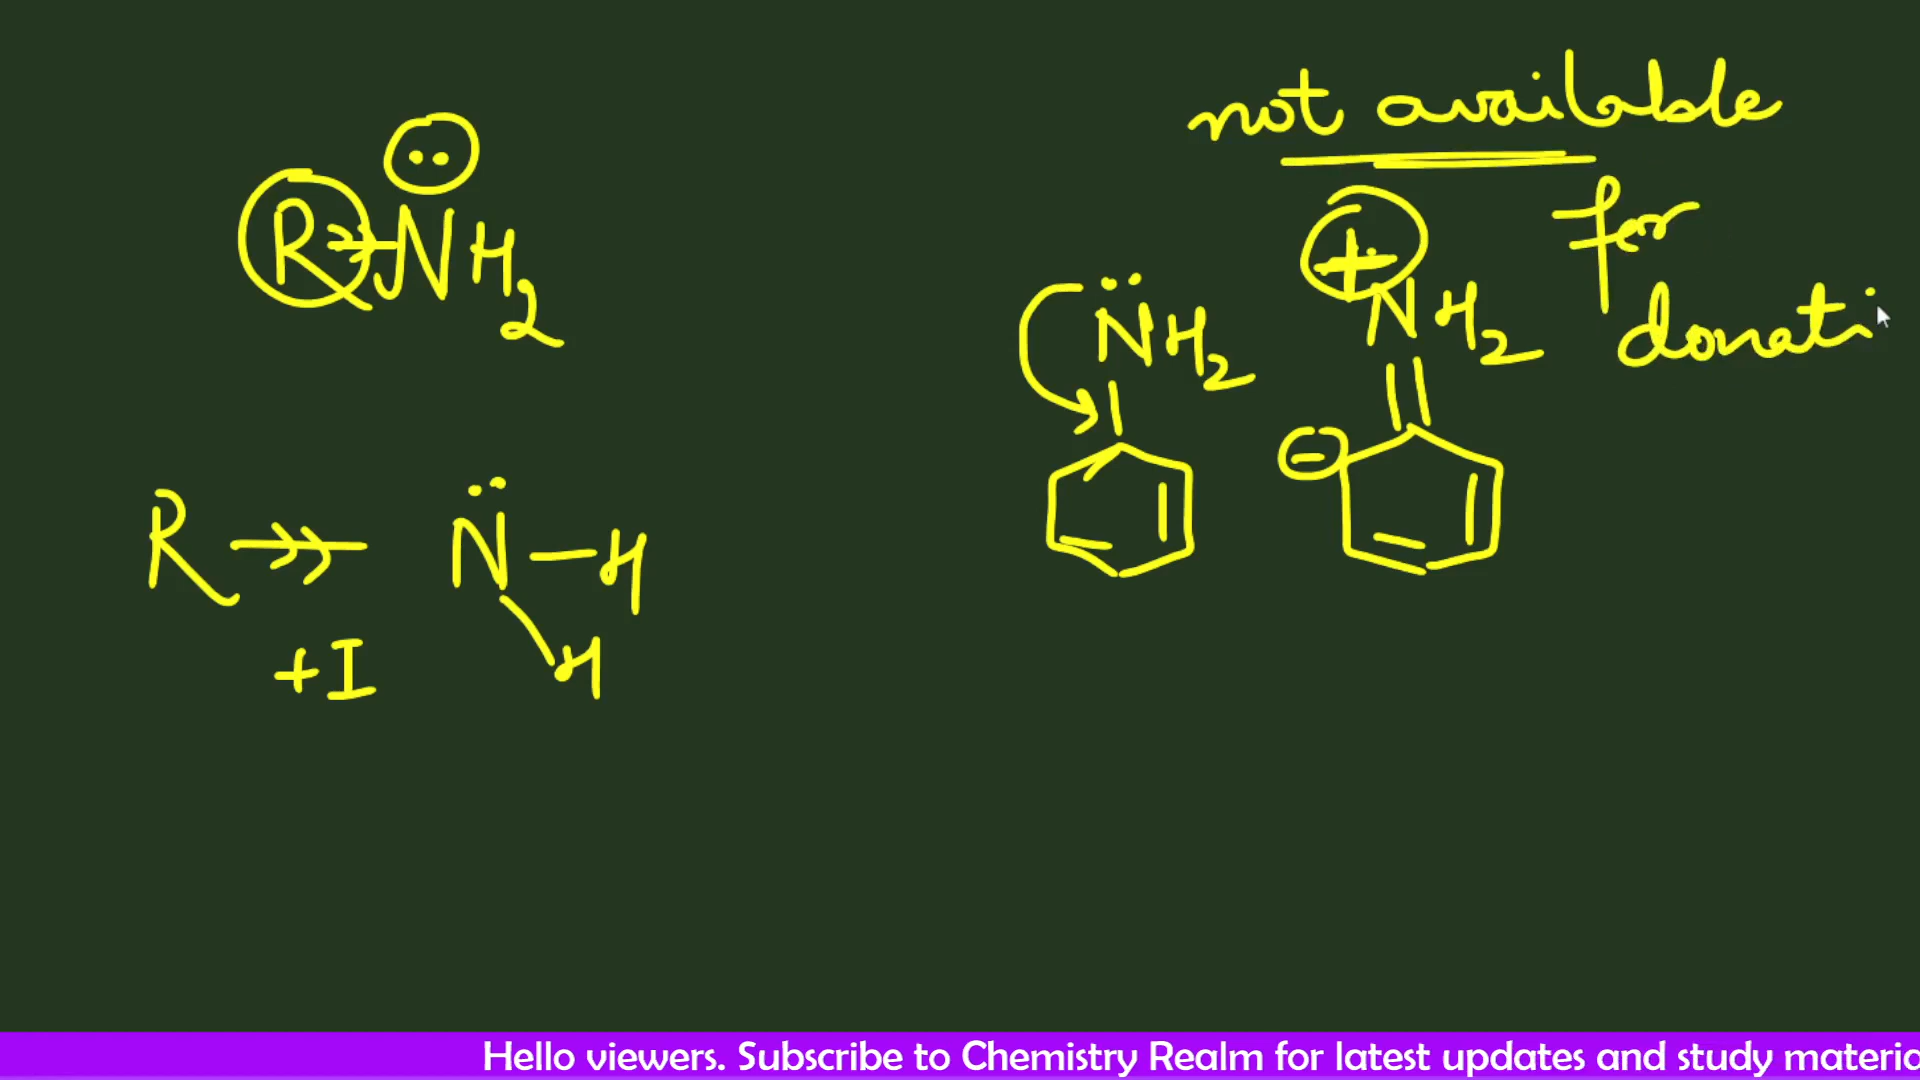 R→NH2
R N-H
H
+I
not available
for
donati
NH2
+
NH2
-
Hello viewers. Subscribe to Chemistry Realm for latest updates and study materia